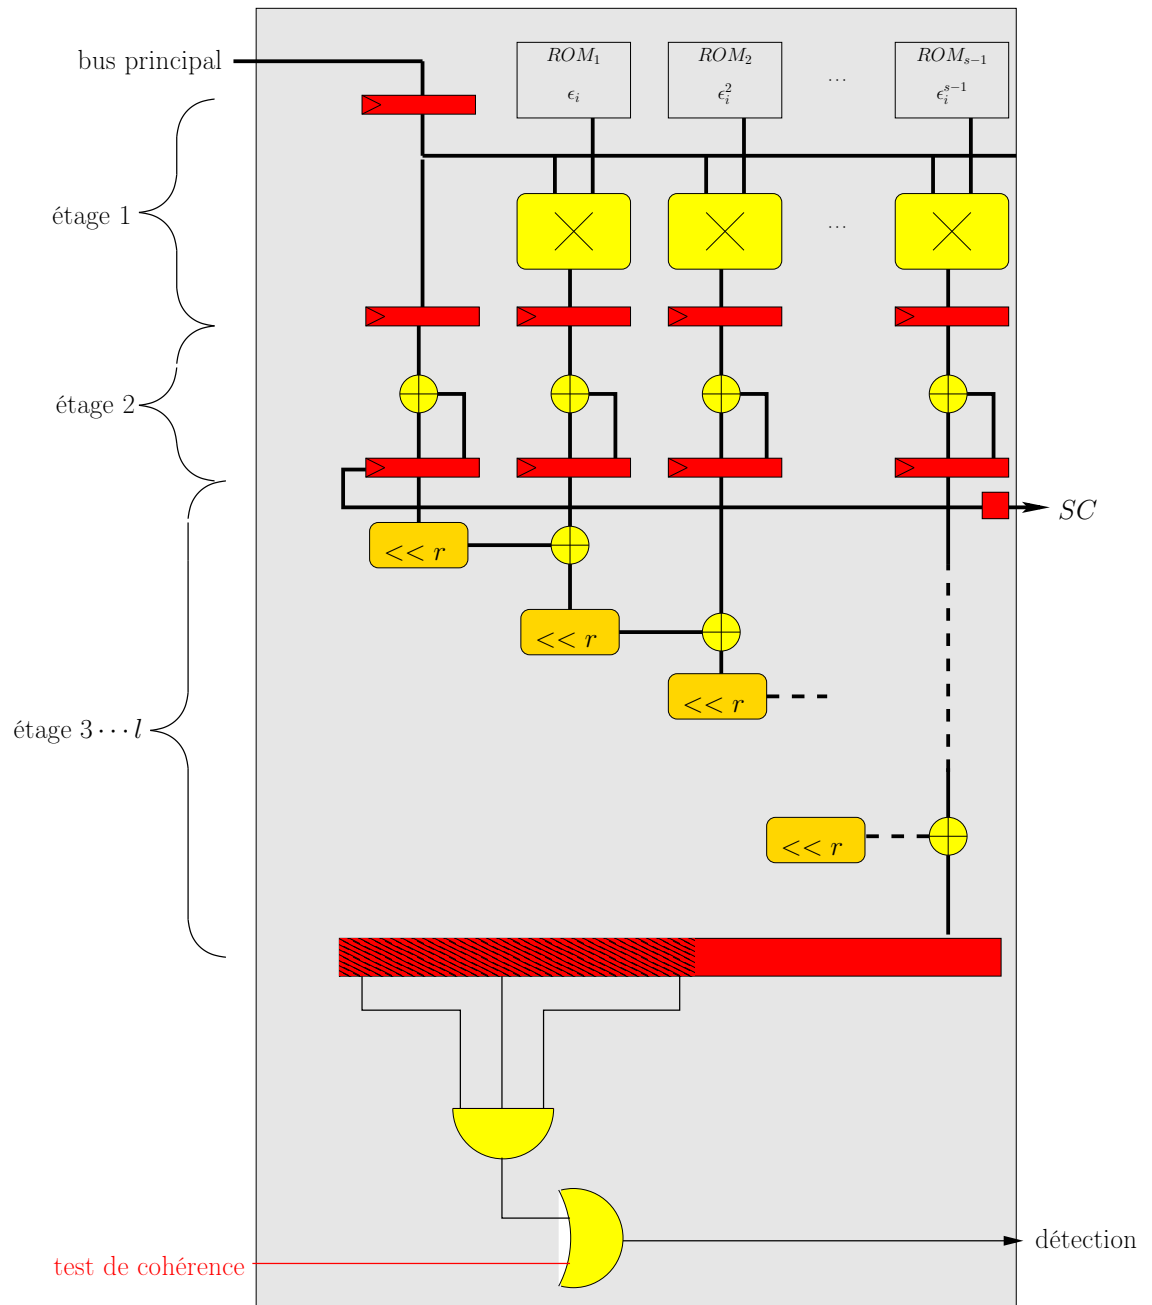 bus principal
ROM₁
ROM₂
...
ROMₛ₋₁
ϵᵢ
ϵᵢ²
ϵᵢˢ⁻¹
étage 1
...
étage 2
SC
<< r
<< r
<< r
étage 3 ⋯ l
<< r
détection
test de cohérence